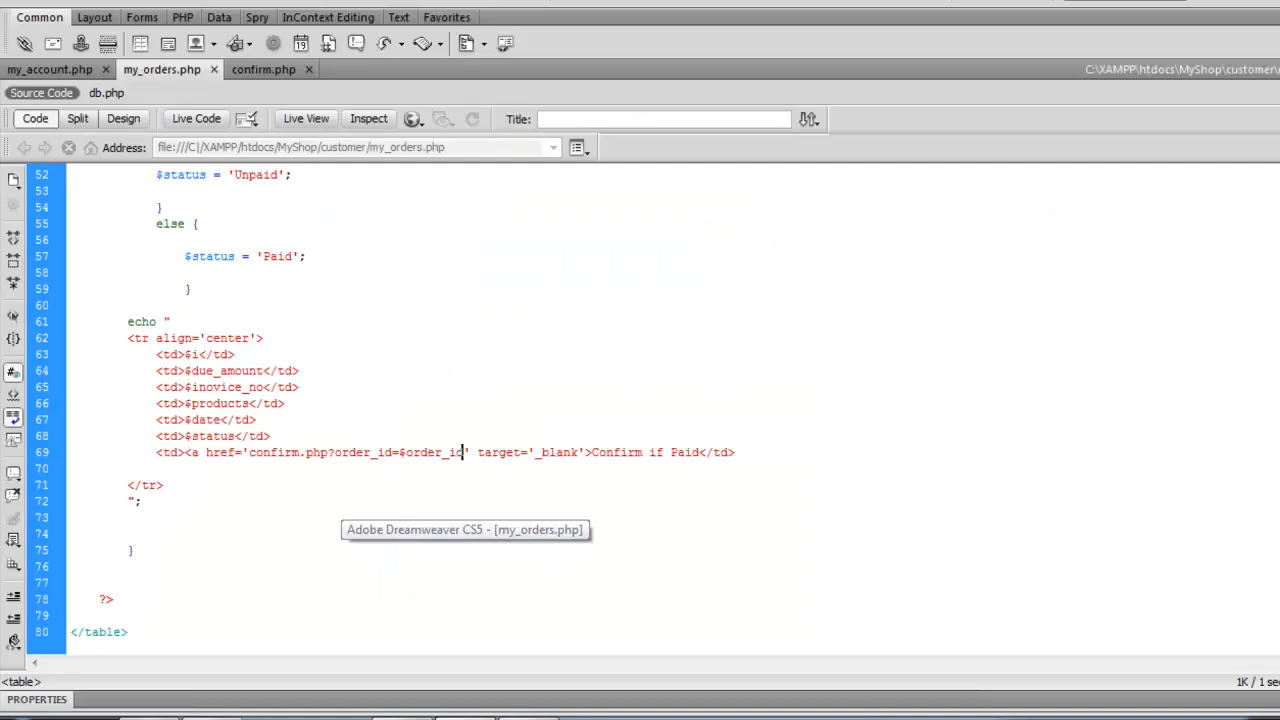 Common Layout Forms PHP Data Spry InContext Editing Text Favorites
19
my_account.php × my_orders.php × confirm.php × C:\XAMPP\htdocs\MyShop\customer\
Source Code db.php
Code Split Design Live Code Live View Inspect Title:
Address: file:///C|/XAMPP/htdocs/MyShop/customer/my_orders.php
52 $status = 'Unpaid';
53
54 }
55 else {
56
57 $status = 'Paid';
58
59 }
60
61 echo "
62 <tr align='center'>
63 <td>$i</td>
64 <td>$due_amount</td>
65 <td>$inovice_no</td>
66 <td>$products</td>
67 <td>$date</td>
68 <td>$status</td>
69 <td><a href='confirm.php?order_id=$order_id' target='_blank'>Confirm if Paid</td>
70
71 </tr>
72 ";
73
74
75 }
76
77
78 ?>
79
80 </table>
Adobe Dreamweaver CS5 - [my_orders.php]
<table> 1K / 1 se
PROPERTIES